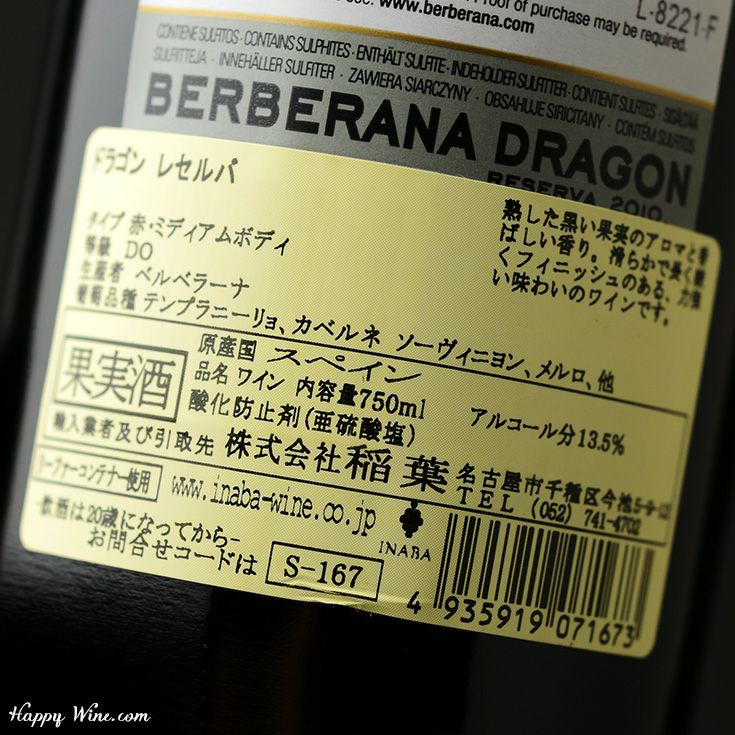 Proof of purchase may be required.
L-8221-F
www.berberana.com
CONTIENE SULFITOS · CONTAINS SULPHITES · ENTHÄLT SULFITE · INDEHOLDER SULFITTER · CONTIENT SULFITES · SISÄLTÄÄ
SULFIITTEJA · INNEHÅLLER SULFITER · ZAWIERA SIARCZYNY · OBSAHUJE SIRICITANY · CONTÉM SULFITOS
BERBERANA DRAGON
RESERVA 2010
ドラゴン レセルバ
熟した黒い果実のアロマと香
ばしい香り。滑らかで長く続
くフィニッシュのある、力強
い味わいのワインです。
タイプ 赤・ミディアムボディ
等級 DO
生産者 ベルベラーナ
葡萄品種 テンプラニーリョ、カベルネ ソーヴィニヨン、メルロ、他
果実酒
原産国 スペイン
品名 ワイン 内容量750ml アルコール分13.5%
酸化防止剤(亜硫酸塩)
輸入業者及び引取先 株式会社 稲葉
名古屋市千種区今池5-9-12
TEL (052) 741-4702
リーファーコンテナー使用
www.inaba-wine.co.jp
INABA
-飲酒は20歳になってから-
お問合せコードは S-167
4 935919 071673
Happy Wine.com